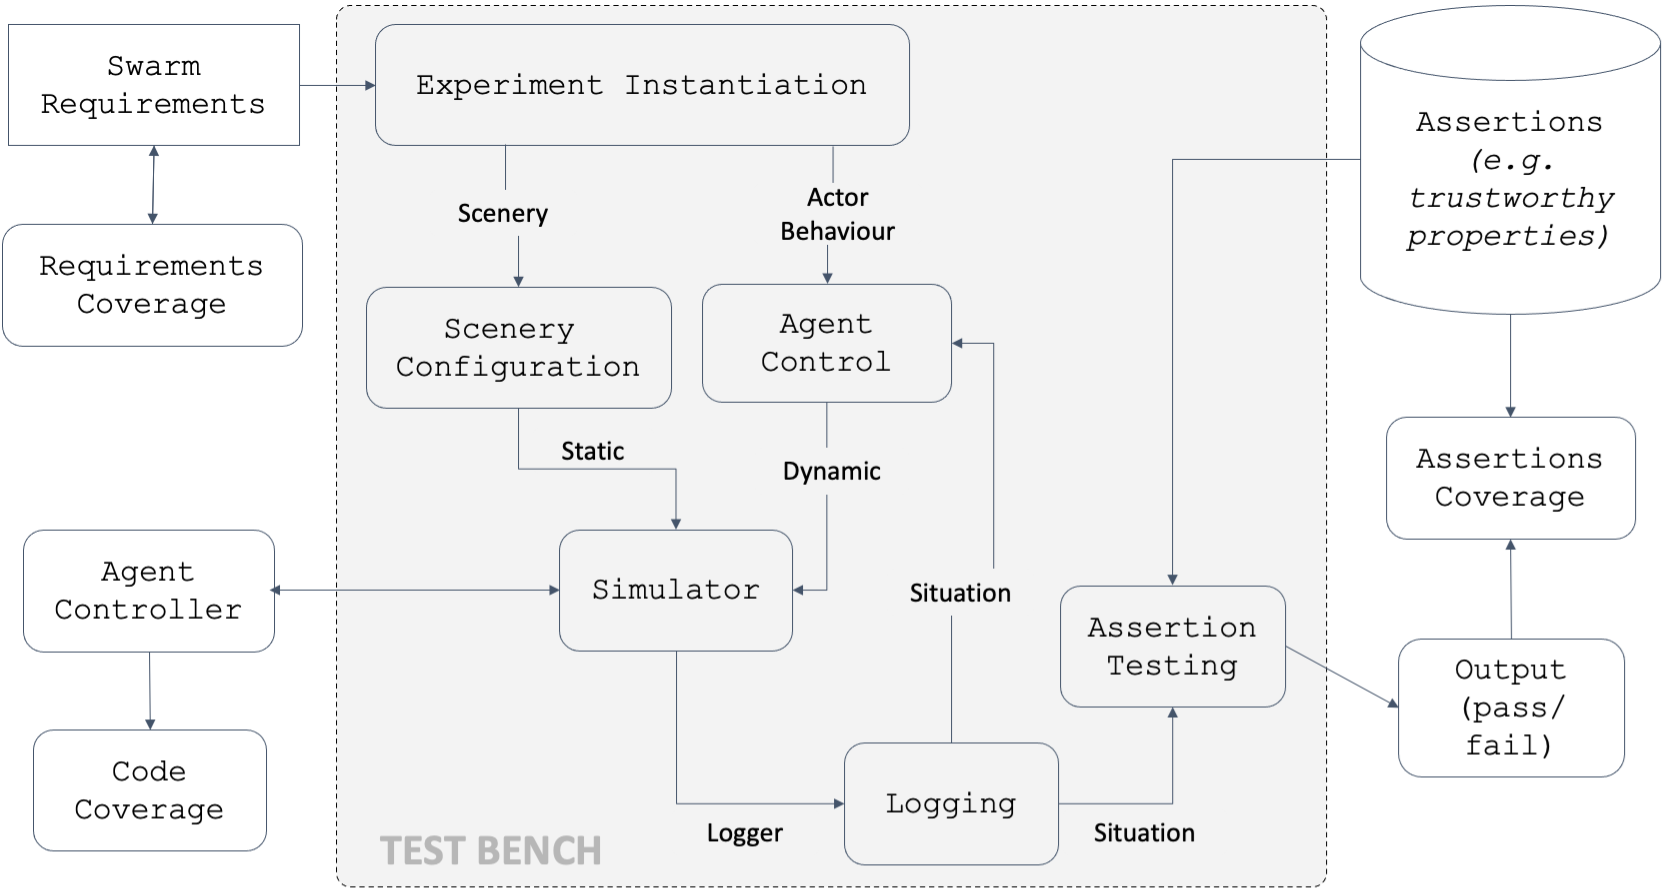 Swarm
Requirements
Experiment Instantiation
Assertions
(e.g.
trustworthy
properties)
Scenery
Actor
Behaviour
Requirements
Coverage
Scenery
Configuration
Agent
Control
Static
Dynamic
Assertions
Coverage
Agent
Controller
Simulator
Situation
Assertion
Testing
Output
(pass/
fail)
Code
Coverage
Logging
Logger
Situation
TEST BENCH